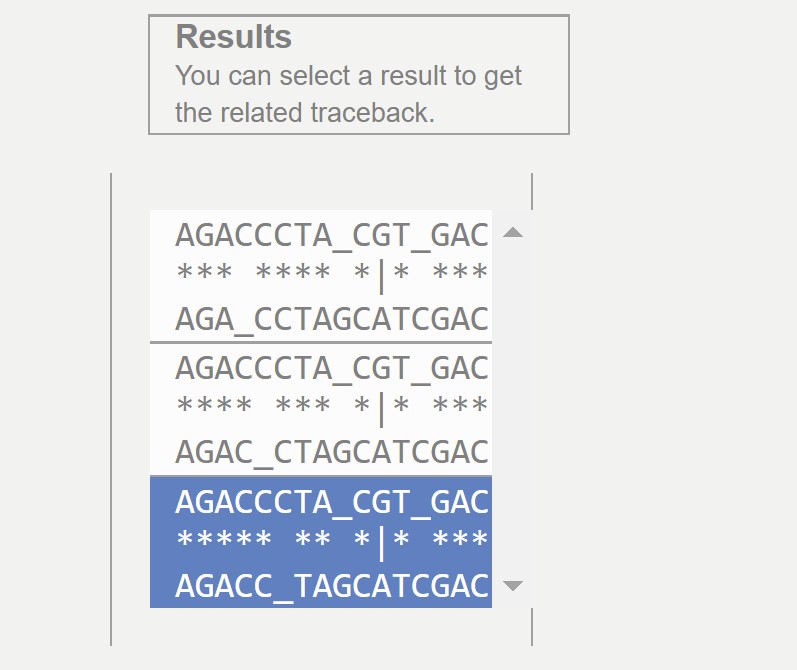 Results
You can select a result to get
the related traceback.
AGACCCTA_CGT_GAC
*** **** *|* ***
AGA_CCTAGCATCGAC
AGACCCTA_CGT_GAC
**** *** *|* ***
AGAC_CTAGCATCGAC
AGACCCTA_CGT_GAC
***** ** *|* ***
AGACC_TAGCATCGAC